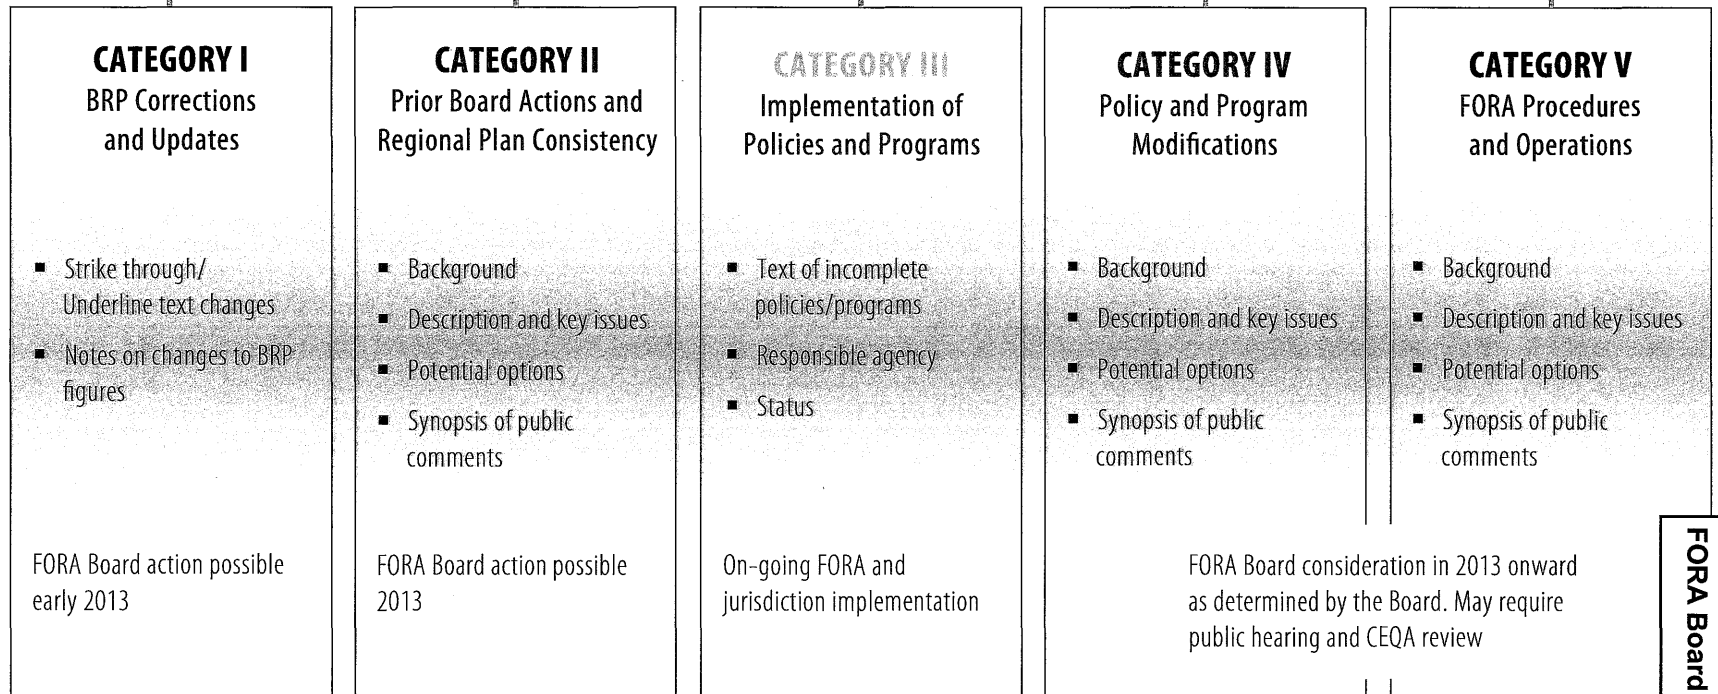 CATEGORY I
BRP Corrections
and Updates
■ Strike through/
Underline text changes
■ Notes on changes to BRP
figures
FORA Board action possible
early 2013
CATEGORY II
Prior Board Actions and
Regional Plan Consistency
■ Background
■ Description and key issues
■ Potential options
■ Synopsis of public
comments
FORA Board action possible
2013
CATEGORY III
Implementation of
Policies and Programs
■ Text of incomplete
policies/programs
■ Responsible agency
■ Status
On-going FORA and
jurisdiction implementation
CATEGORY IV
Policy and Program
Modifications
■ Background
■ Description and key issues
■ Potential options
■ Synopsis of public
comments
CATEGORY V
FORA Procedures
and Operations
■ Background
■ Description and key issues
■ Potential options
■ Synopsis of public
comments
FORA Board consideration in 2013 onward
as determined by the Board. May require
public hearing and CEQA review
FORA Board